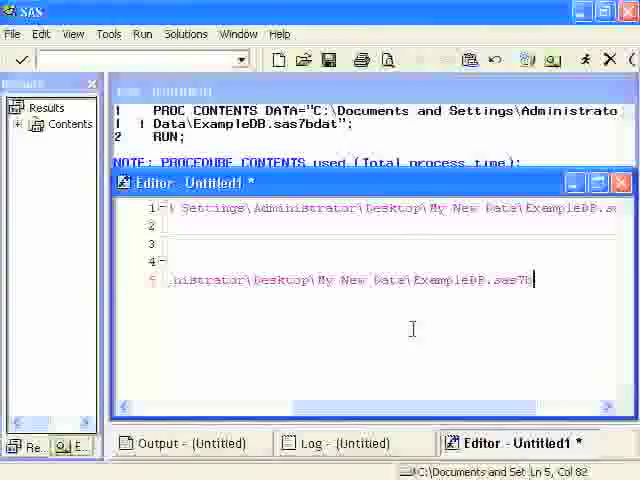 SAS
File Edit View Tools Run Solutions Window Help
Results
Results
Contents
1 PROC CONTENTS DATA="C:\Documents and Settings\Administrato
1 ! Data\ExampleDB.sas7bdat";
2 RUN;
NOTE: PROCEDURE CONTENTS used (Total process time):
Editor - Untitled1 *
1 Settings\Administrator\Desktop\My New Data\ExampleDB.sa
2
3
4
5 nistrator\Desktop\My New Data\ExampleDB.sas7b
Re... E...
Output - (Untitled) Log - (Untitled) Editor - Untitled1 *
C:\Documents and Set Ln 5, Col 82